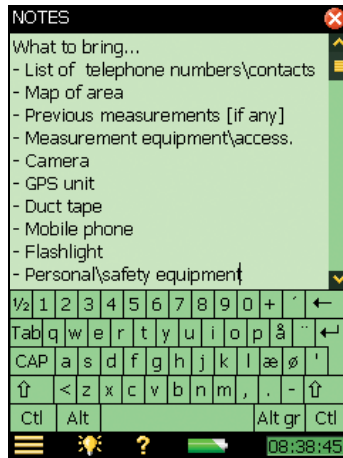 NOTES
What to bring...
- List of  telephone numbers\contacts
- Map of area
- Previous measurements [if any]
- Measurement equipment\access.
- Camera
- GPS unit
- Duct tape
- Mobile phone
- Flashlight
- Personal\safety equipment
½ 1 2 3 4 5 6 7 8 9 0 + ´ ←
Tab q w e r t y u i o p å ¨ ↵
CAP a s d f g h j k l æ ø '
⇧ < z x c v b n m , . - ⇧
Ctl Alt Alt gr Ctl
? 08:38:45